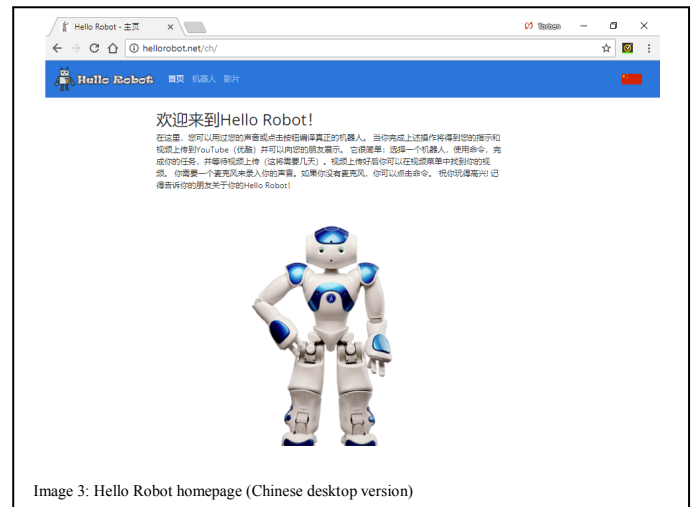 Hello Robot - 主页
Torben
hellorobot.net/ch/
Hello Robot 首页 机器人 影片
欢迎来到Hello Robot!
在这里，您可以用过您的声音或点击按钮编译真正的机器人。 当你完成上述操作将得到您的指示和
视频上传到YouTube（优酷）并可以向您的朋友展示。 它很简单：选择一个机器人，使用命令，完
成你的任务，并等待视频上传（这将需要几天）。视频上传好后你可以在视频菜单中找到你的视
频。 你需要一个麦克风来录入你的声音。如果你没有麦克风，你可以点击命令。 祝你玩得高兴! 记
得告诉你的朋友关于你的Hello Robot!
Image 3: Hello Robot homepage (Chinese desktop version)